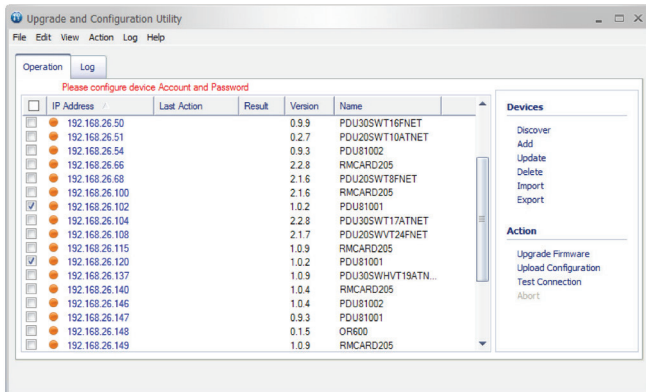 Upgrade and Configuration Utility
File Edit View Action Log Help
Operation Log
Please configure device Account and Password
IP Address Last Action Result Version Name
192.168.26.50 0.9.9 PDU30SWT16FNET
192.168.26.51 0.2.7 PDU20SWT10ATNET
192.168.26.54 0.9.3 PDU81002
192.168.26.66 2.2.8 RMCARD205
192.168.26.68 2.1.6 PDU20SWT8FNET
192.168.26.100 2.1.6 RMCARD205
192.168.26.102 1.0.2 PDU81001
192.168.26.104 2.2.8 PDU30SWT17ATNET
192.168.26.108 2.1.7 PDU20SWVT24FNET
192.168.26.115 1.0.9 RMCARD205
192.168.26.120 1.0.2 PDU81001
192.168.26.137 1.0.9 PDU30SWHVT19ATN...
192.168.26.140 1.0.4 RMCARD205
192.168.26.146 1.0.4 PDU81002
192.168.26.147 0.9.3 PDU81001
192.168.26.148 0.1.5 OR600
192.168.26.149 1.0.9 RMCARD205
Devices
Discover
Add
Update
Delete
Import
Export
Action
Upgrade Firmware
Upload Configuration
Test Connection
Abort